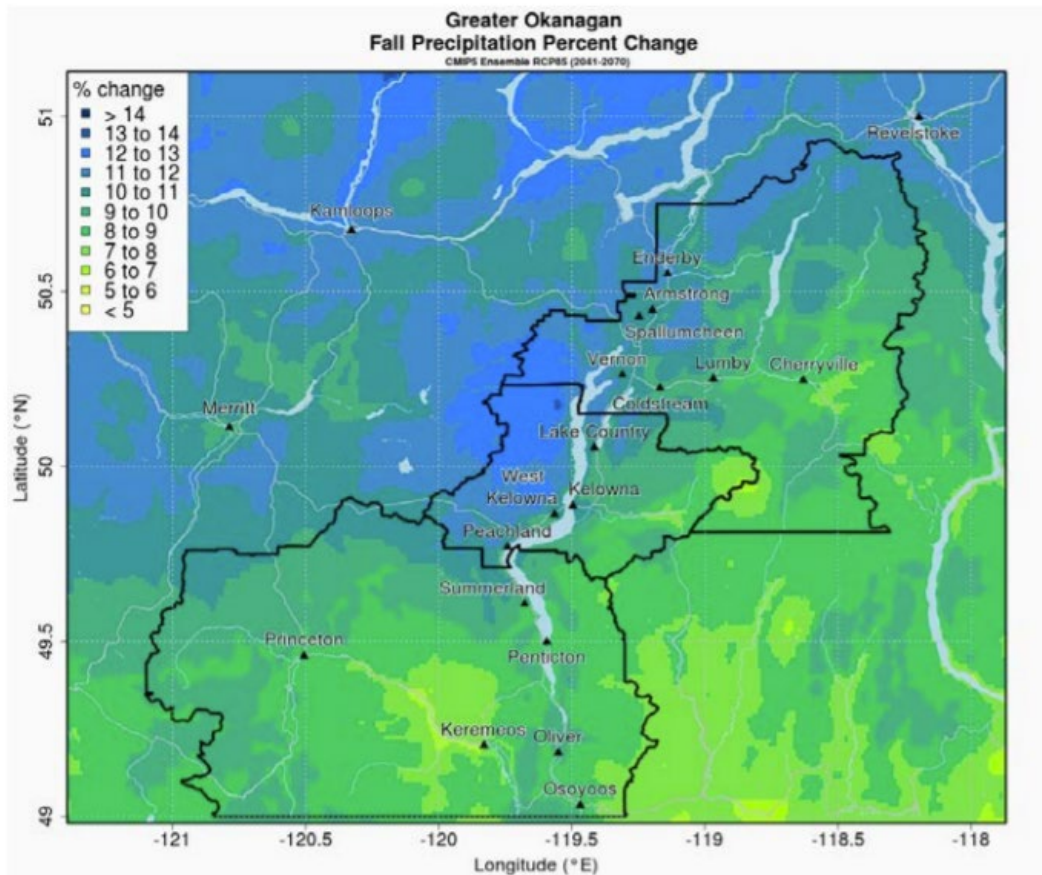 Greater Okanagan
Fall Precipitation Percent Change
CMIP5 Ensemble RCP85 (2041-2070)
% change
> 14
13 to 14
12 to 13
11 to 12
10 to 11
9 to 10
8 to 9
7 to 8
6 to 7
5 to 6
< 5
51
Revelstoke
Kamloops
Enderby
50.5
Armstrong
Spallumcheen
Vernon
Lumby
Cherryville
Merritt
Coldstream
Lake Country
50
West
Kelowna
Kelowna
Peachland
Summerland
49.5
Princeton
Penticton
Keremeos
Oliver
Osoyoos
49
Latitude (°N)
-121
-120.5
-120
-119.5
-119
-118.5
-118
Longitude (°E)